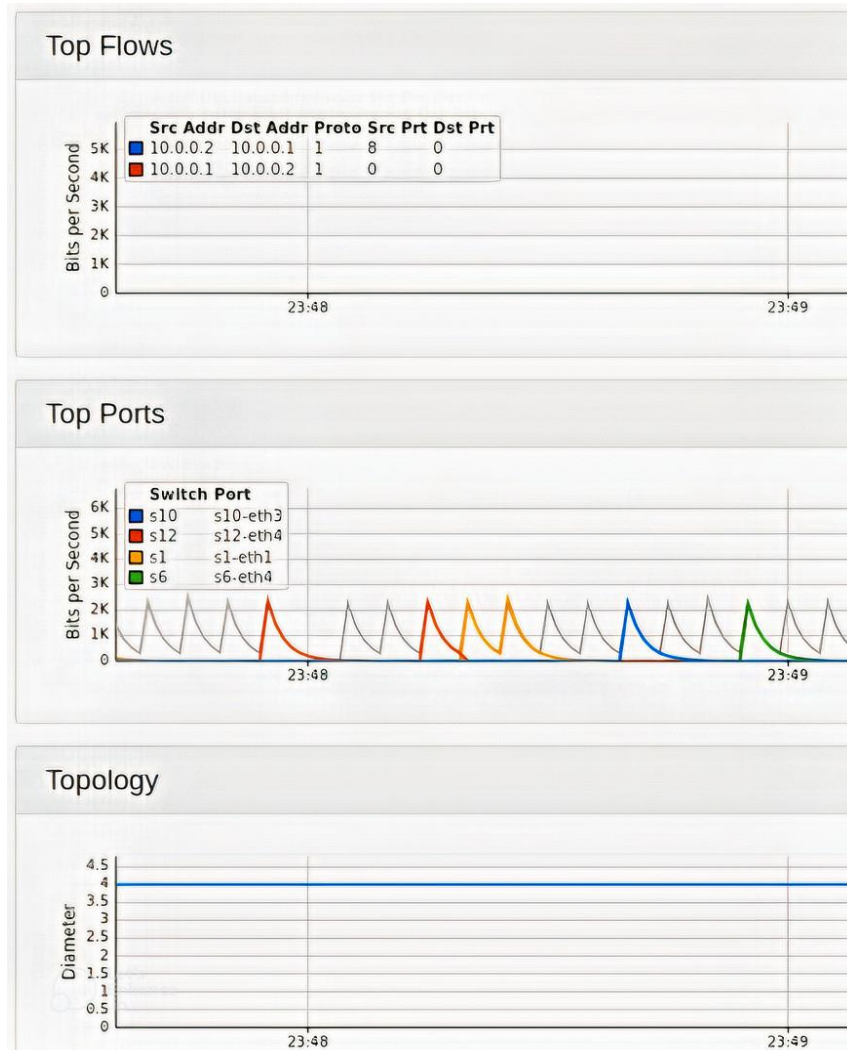 Top Flows
Src Addr Dst Addr Proto Src Prt Dst Prt
10.0.0.2 10.0.0.1 1 8 0
10.0.0.1 10.0.0.2 1 0 0
Bits per Second
5K
4K
3K
2K
1K
0
23:48 23:49
Top Ports
Switch Port
s10 s10-eth3
s12 s12-eth4
s1 s1-eth1
s6 s6-eth4
Bits per Second
6K
5K
4K
3K
2K
1K
0
23:48 23:49
Topology
Diameter
4.5
4
3.5
3
2.5
2
1.5
1
0.5
0
23:48 23:49